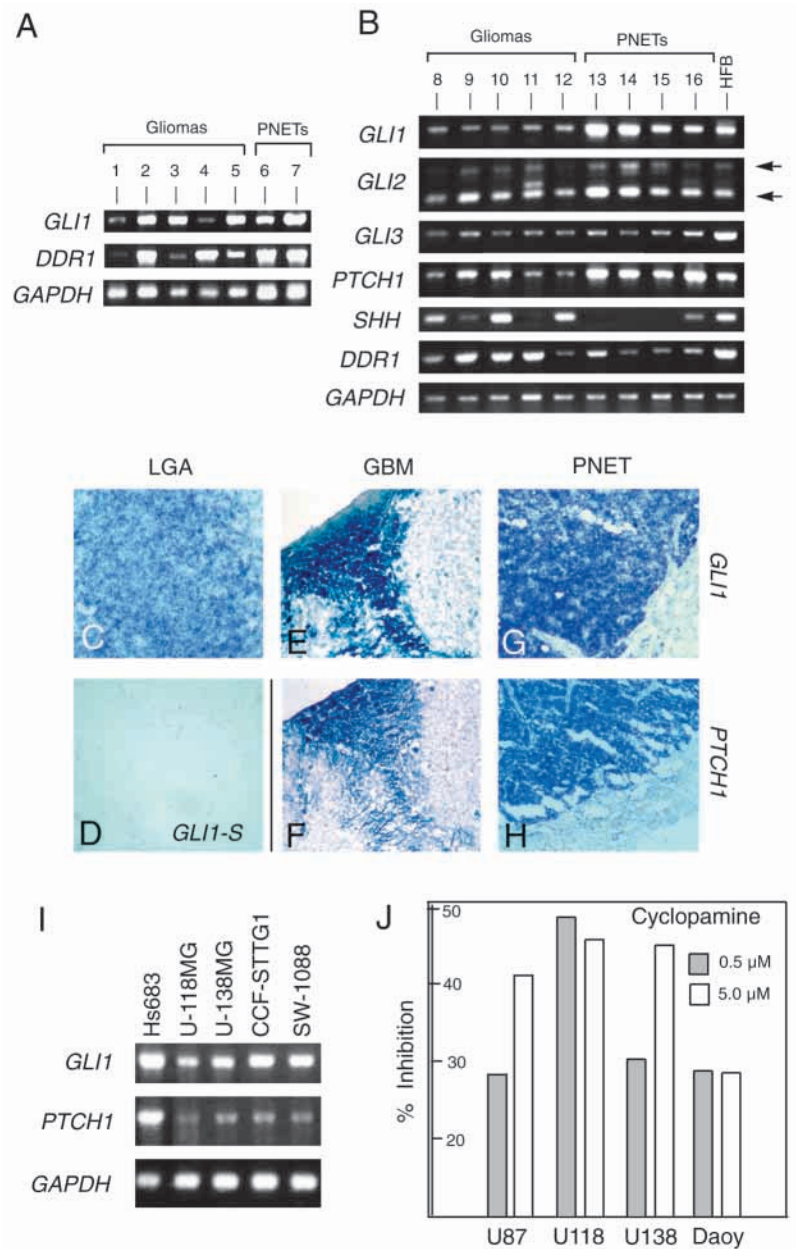 A
Gliomas
PNETs
1 2 3 4 5 6 7
GLI1
DDR1
GAPDH
B
Gliomas
PNETs
8 9 10 11 12 13 14 15 16 HFB
GLI1
GLI2
GLI3
PTCH1
SHH
DDR1
GAPDH
LGA GBM PNET
C E G
GLI1
D GLI1-S F H
PTCH1
I
Hs683 U-118MG U-138MG CCF-STTG1 SW-1088
GLI1
PTCH1
GAPDH
J
Cyclopamine
0.5 µM
5.0 µM
% Inhibition
50
40
30
20
U87 U118 U138 Daoy